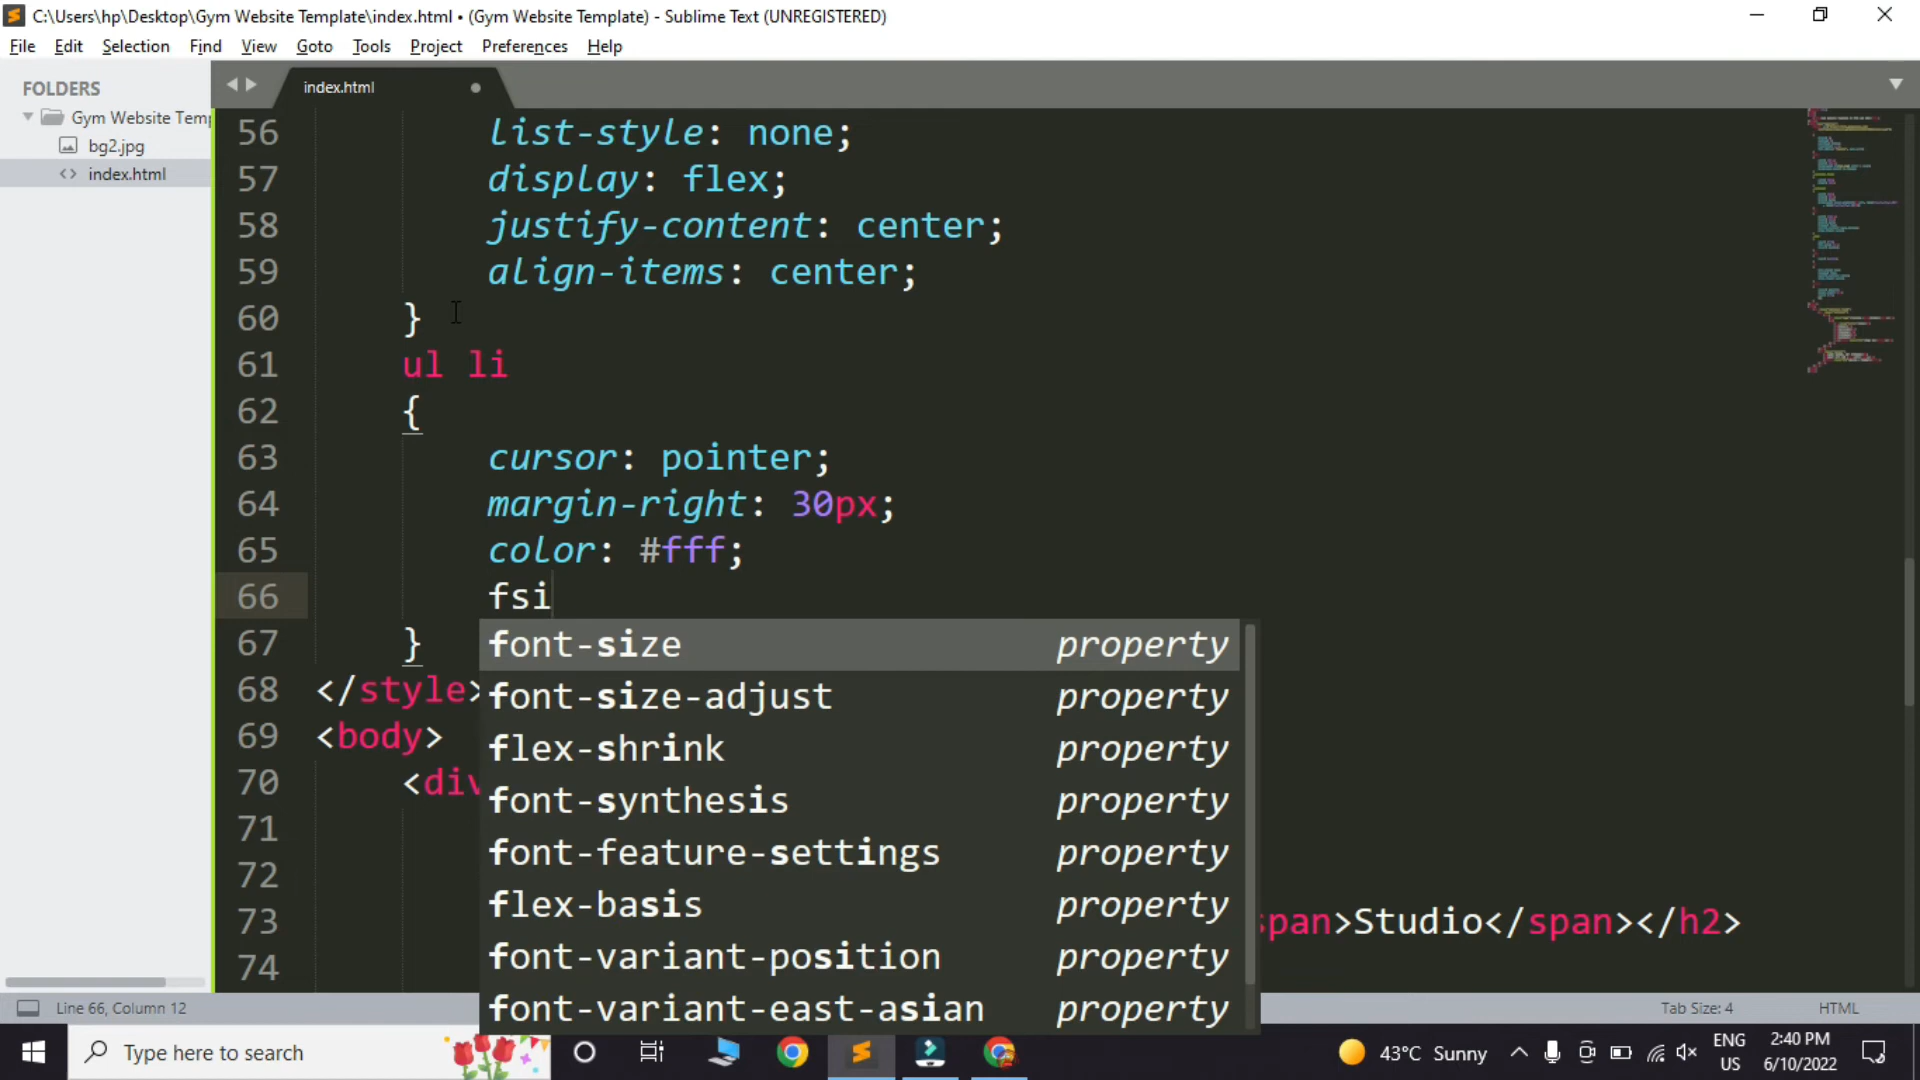 C:\Users\hp\Desktop\Gym Website Template\index.html • (Gym Website Template) - Sublime Text (UNREGISTERED)
File Edit Selection Find View Goto Tools Project Preferences Help
FOLDERS
Gym Website Temp
bg2.jpg
index.html
index.html
56 list-style: none;
57 display: flex;
58 justify-content: center;
59 align-items: center;
60 }
61 ul li
62 {
63 cursor: pointer;
64 margin-right: 30px;
65 color: #fff;
66 fsi
font-size property
67 }
68 </style>
font-size-adjust property
69 <body>
flex-shrink property
70 <div
font-synthesis property
71
font-feature-settings property
72
flex-basis property
73 span>Studio</span></h2>
font-variant-position property
74
font-variant-east-asian property
Line 66, Column 12
Tab Size: 4
HTML
Type here to search
43°C Sunny
ENG
US
2:40 PM
6/10/2022